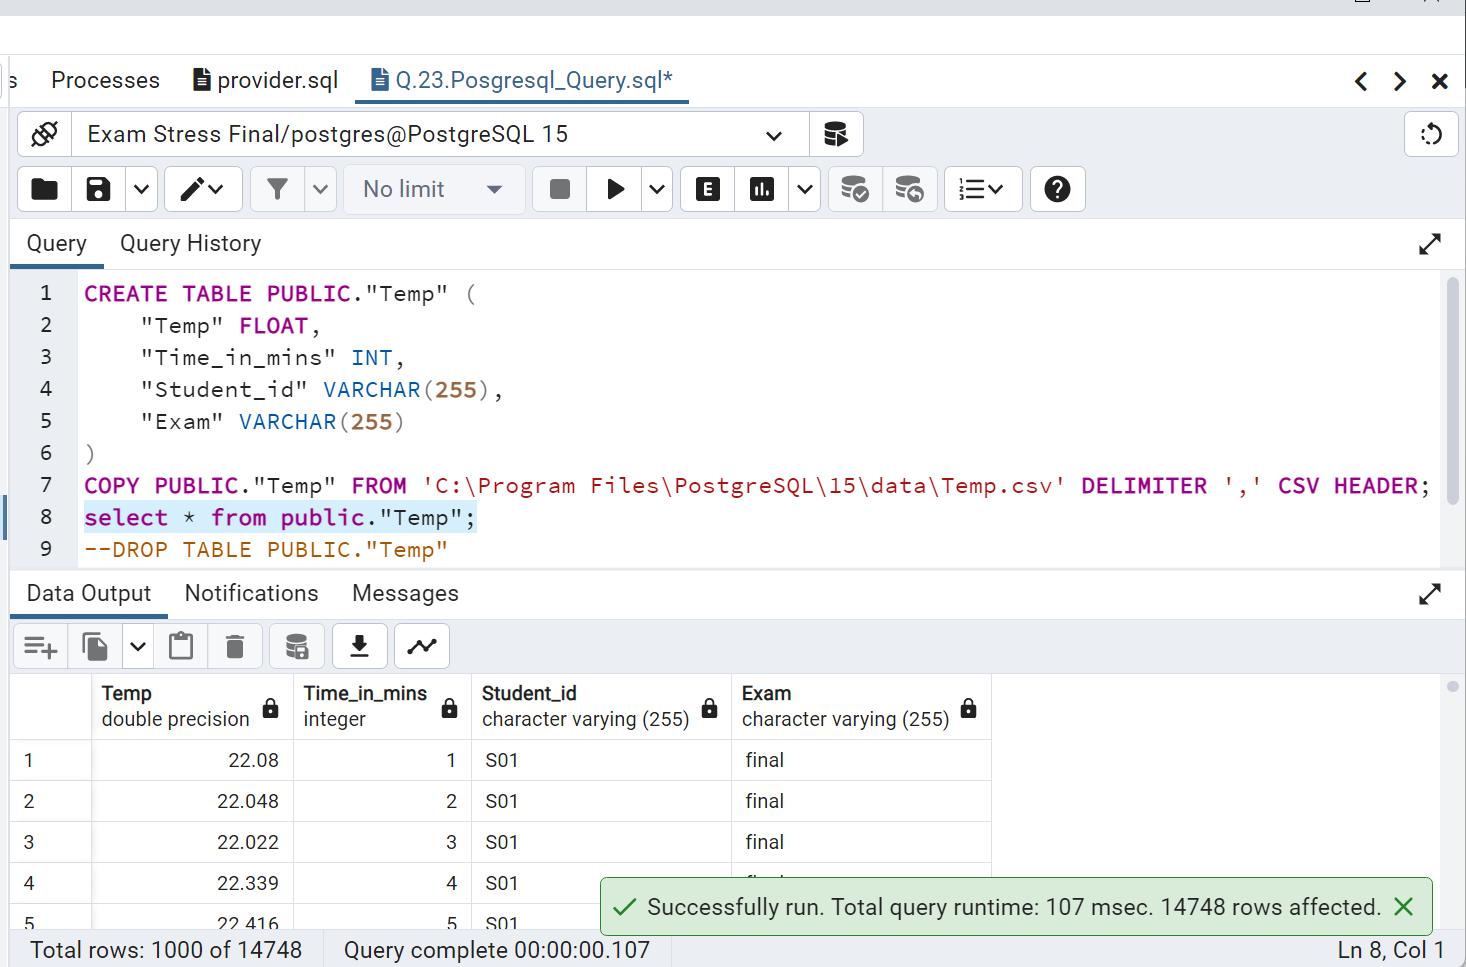 s Processes provider.sql Q.23.Posgresql_Query.sql*
Exam Stress Final/postgres@PostgreSQL 15
No limit E
Query Query History
1 CREATE TABLE PUBLIC."Temp" (
2 "Temp" FLOAT,
3 "Time_in_mins" INT,
4 "Student_id" VARCHAR(255),
5 "Exam" VARCHAR(255)
6 )
7 COPY PUBLIC."Temp" FROM 'C:\Program Files\PostgreSQL\15\data\Temp.csv' DELIMITER ',' CSV HEADER;
8 select * from public."Temp";
9 --DROP TABLE PUBLIC."Temp"
Data Output Notifications Messages
Temp Time_in_mins Student_id Exam
double precision integer character varying (255) character varying (255)
1 22.08 1 S01 final
2 22.048 2 S01 final
3 22.022 3 S01 final
4 22.339 4 S01
5 22.416 5 S01
Successfully run. Total query runtime: 107 msec. 14748 rows affected.
Total rows: 1000 of 14748 Query complete 00:00:00.107 Ln 8, Col 1